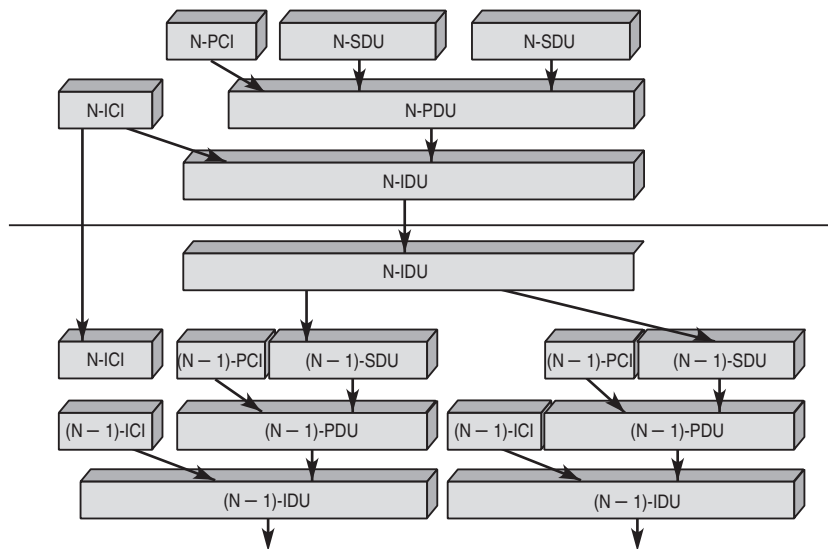 N-PCI N-SDU N-SDU
N-ICI N-PDU
N-IDU
N-IDU
N-ICI (N − 1)-PCI (N − 1)-SDU (N − 1)-PCI (N − 1)-SDU
(N − 1)-ICI (N − 1)-PDU (N − 1)-ICI (N − 1)-PDU
(N − 1)-IDU (N − 1)-IDU